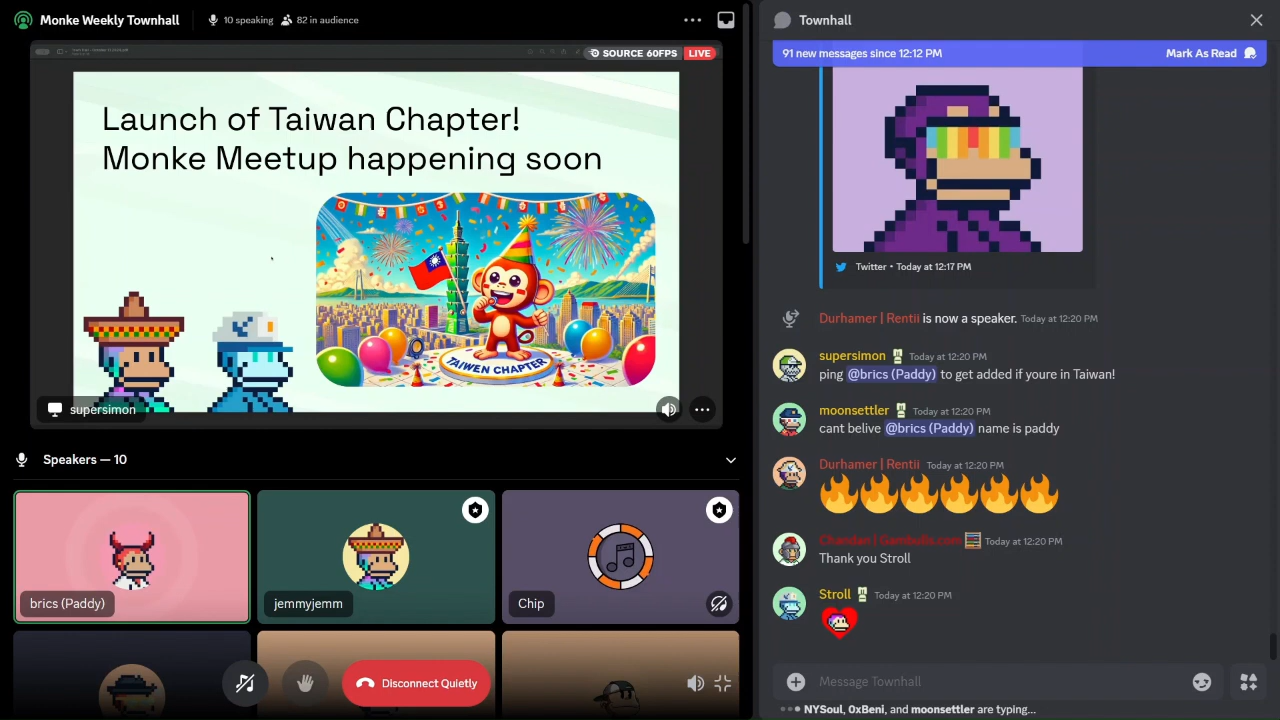 Monke Weekly Townhall
10 speaking
82 in audience
SOURCE 60FPS
LIVE
Launch of Taiwan Chapter!
Monke Meetup happening soon
TAIWEN CHAPTER
supersimon
Speakers — 10
brics (Paddy)
jemmyjemm
Chip
Disconnect Quietly
Townhall
91 new messages since 12:12 PM
Mark As Read
Twitter • Today at 12:17 PM
Durhamer | Rentii is now a speaker. Today at 12:20 PM
supersimon Today at 12:20 PM
ping @brics (Paddy) to get added if youre in Taiwan!
moonsettler Today at 12:20 PM
cant belive @brics (Paddy) name is paddy
Durhamer | Rentii Today at 12:20 PM
Chandan | Gambulls.com Today at 12:20 PM
Thank you Stroll
Stroll Today at 12:20 PM
Message Townhall
NYSoul, 0xBeni, and moonsettler are typing...